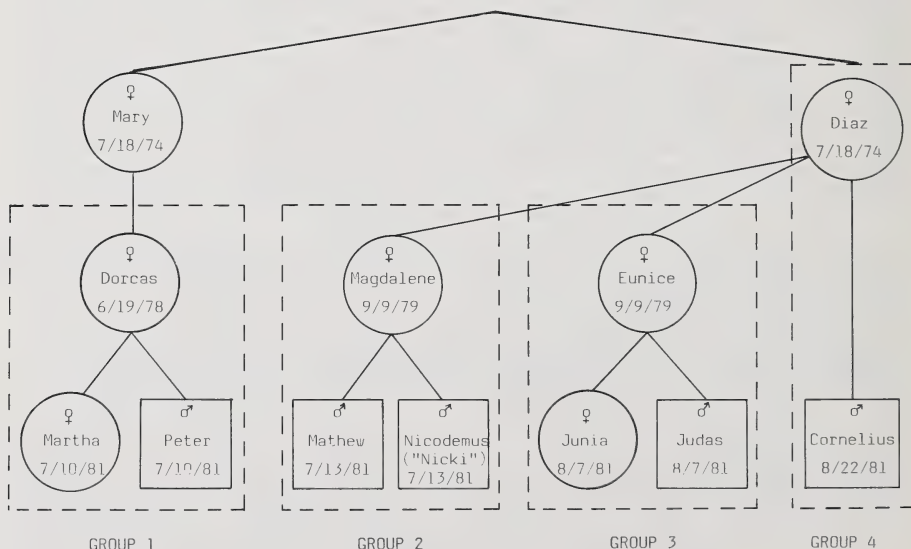 ♀
Mary
7/18/74
♀
Diaz
7/18/74
♀
Dorcas
6/19/78
♀
Magdalene
9/9/79
♀
Eunice
9/9/79
♀
Martha
7/10/81
♂
Peter
7/10/81
♂
Mathew
7/13/81
♂
Nicodemus
("Nicki")
7/13/81
♀
Junia
8/7/81
♂
Judas
8/7/81
♂
Cornelius
8/22/81
GROUP 1
GROUP 2
GROUP 3
GROUP 4